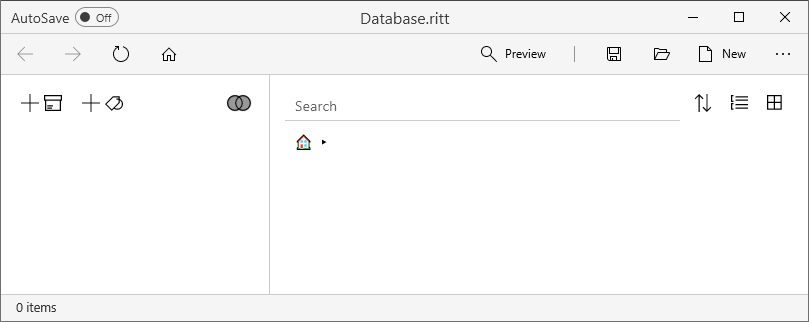 AutoSave Off Database.ritt
Preview New
Search
0 items